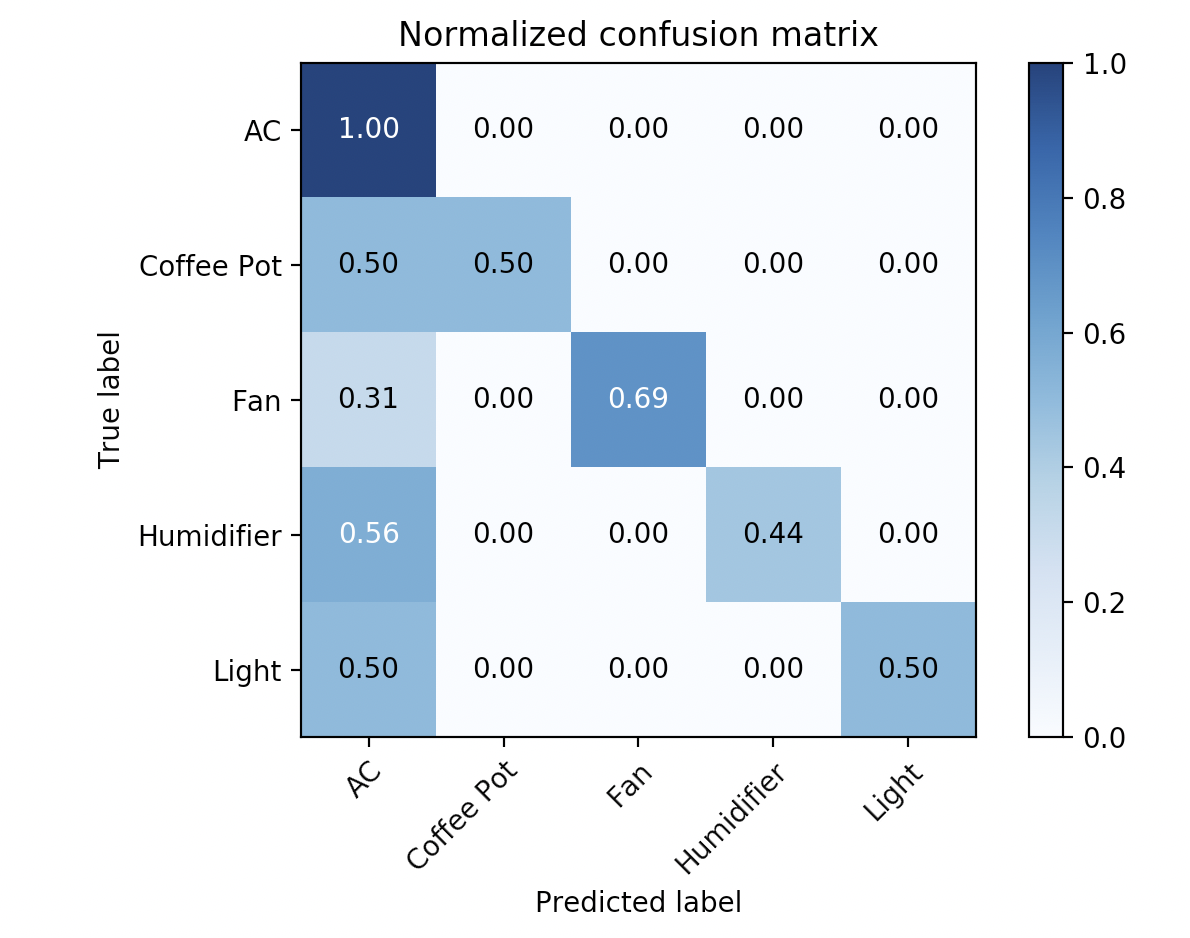 Normalized confusion matrix
AC 1.00 0.00 0.00 0.00 0.00
Coffee Pot 0.50 0.50 0.00 0.00 0.00
Fan 0.31 0.00 0.69 0.00 0.00
Humidifier 0.56 0.00 0.00 0.44 0.00
Light 0.50 0.00 0.00 0.00 0.50
True label
AC Coffee Pot Fan Humidifier Light
Predicted label
1.0
0.8
0.6
0.4
0.2
0.0